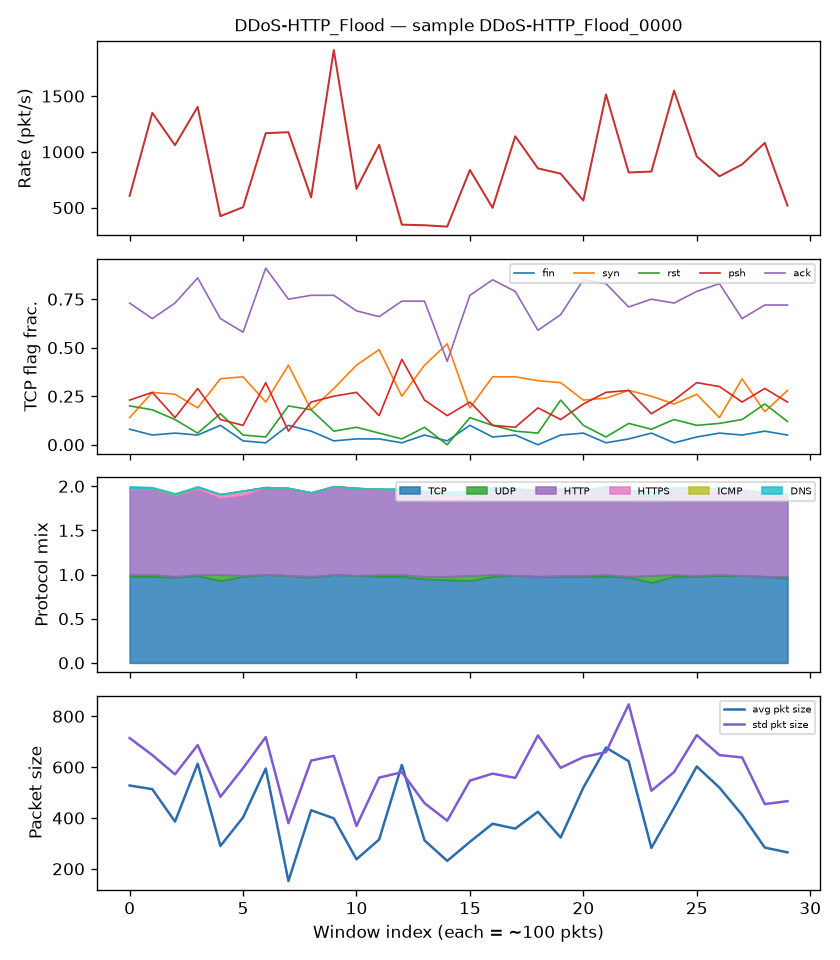 DDoS-HTTP_Flood — sample DDoS-HTTP_Flood_0000
Rate (pkt/s)
1500
1000
500
TCP flag frac.
0.75
0.50
0.25
0.00
fin syn rst psh ack
Protocol mix
2.0
1.5
1.0
0.5
0.0
TCP UDP HTTP HTTPS ICMP DNS
Packet size
800
600
400
200
avg pkt size
std pkt size
0 5 10 15 20 25 30
Window index (each = ~100 pkts)